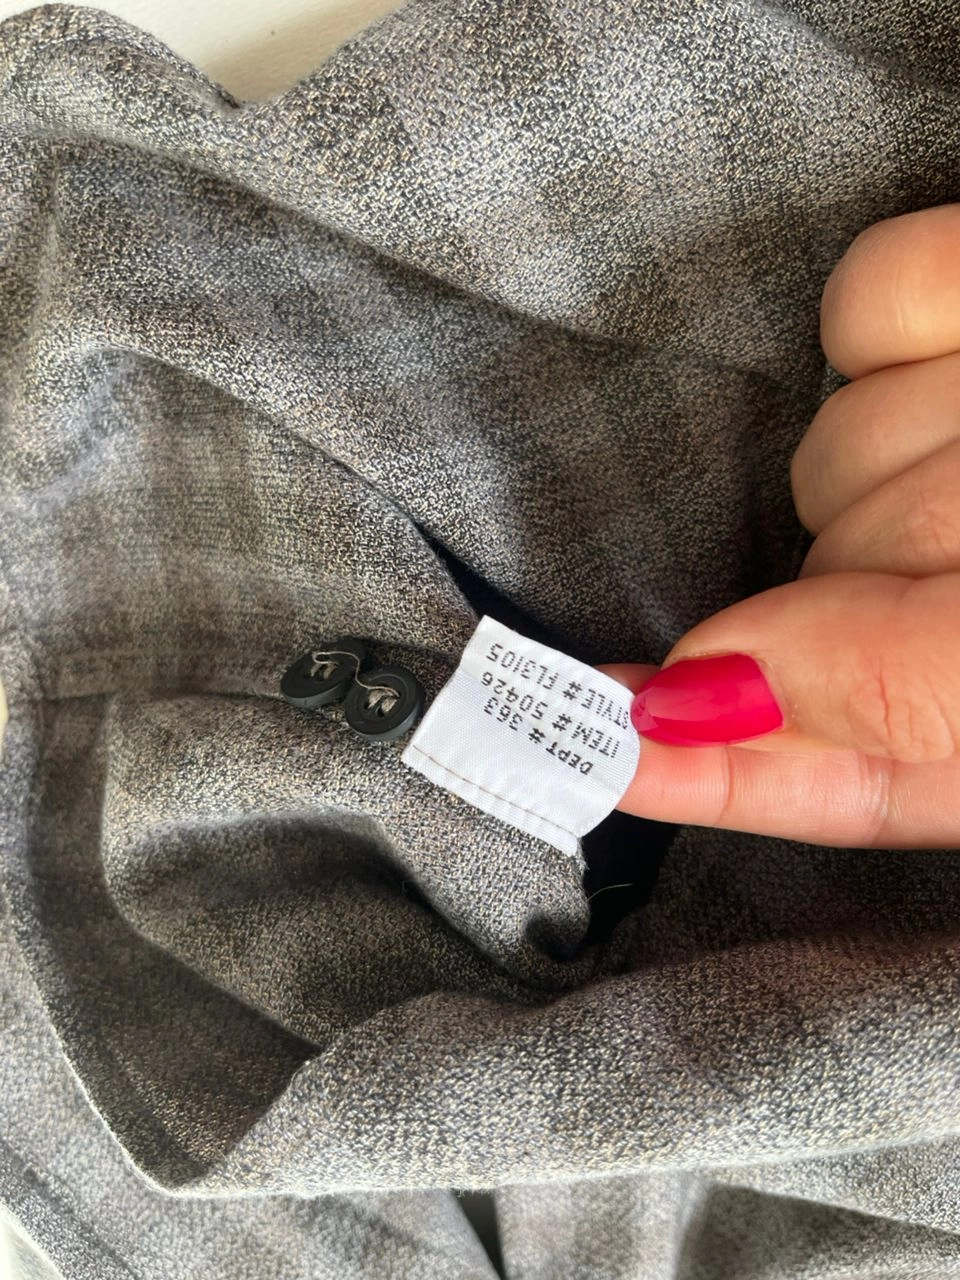 DEPT # 363
ITEM # 50426
STYLE # FL3105